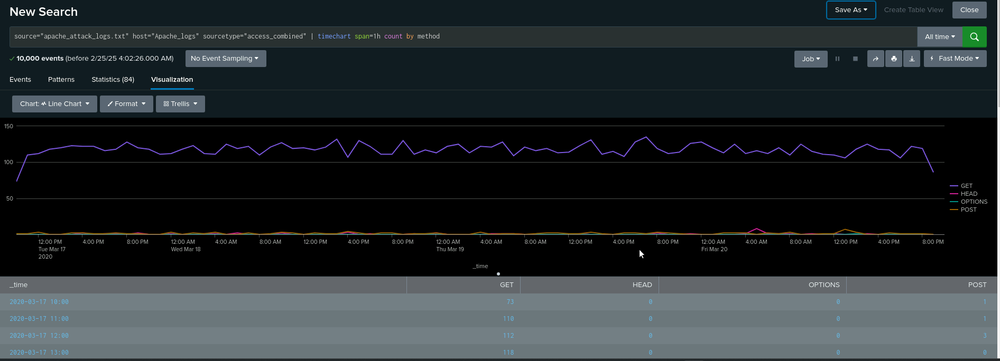 New Search
Save As
Create Table View
Close
source="apache_attack_logs.txt" host="Apache_logs" sourcetype="access_combined" | timechart span=1h count by method
All time
10,000 events (before 2/25/25 4:02:26.000 AM)
No Event Sampling
Job
Fast Mode
Events
Patterns
Statistics (84)
Visualization
Chart: Line Chart
Format
Trellis
150
100
50
GET
HEAD
OPTIONS
POST
12:00 PM 4:00 PM 8:00 PM 12:00 AM 4:00 AM 8:00 AM 12:00 PM 4:00 PM 8:00 PM 12:00 AM 4:00 AM 8:00 AM 12:00 PM 4:00 PM 8:00 PM 12:00 AM 4:00 AM 8:00 AM 12:00 PM 4:00 PM 8:00 PM
Tue Mar 17 Wed Mar 18 Thu Mar 19 Fri Mar 20
2020
_time
_time GET HEAD OPTIONS POST
2020-03-17 10:00 73 0 0 1
2020-03-17 11:00 110 0 0 1
2020-03-17 12:00 112 0 0 3
2020-03-17 13:00 118 0 0 0